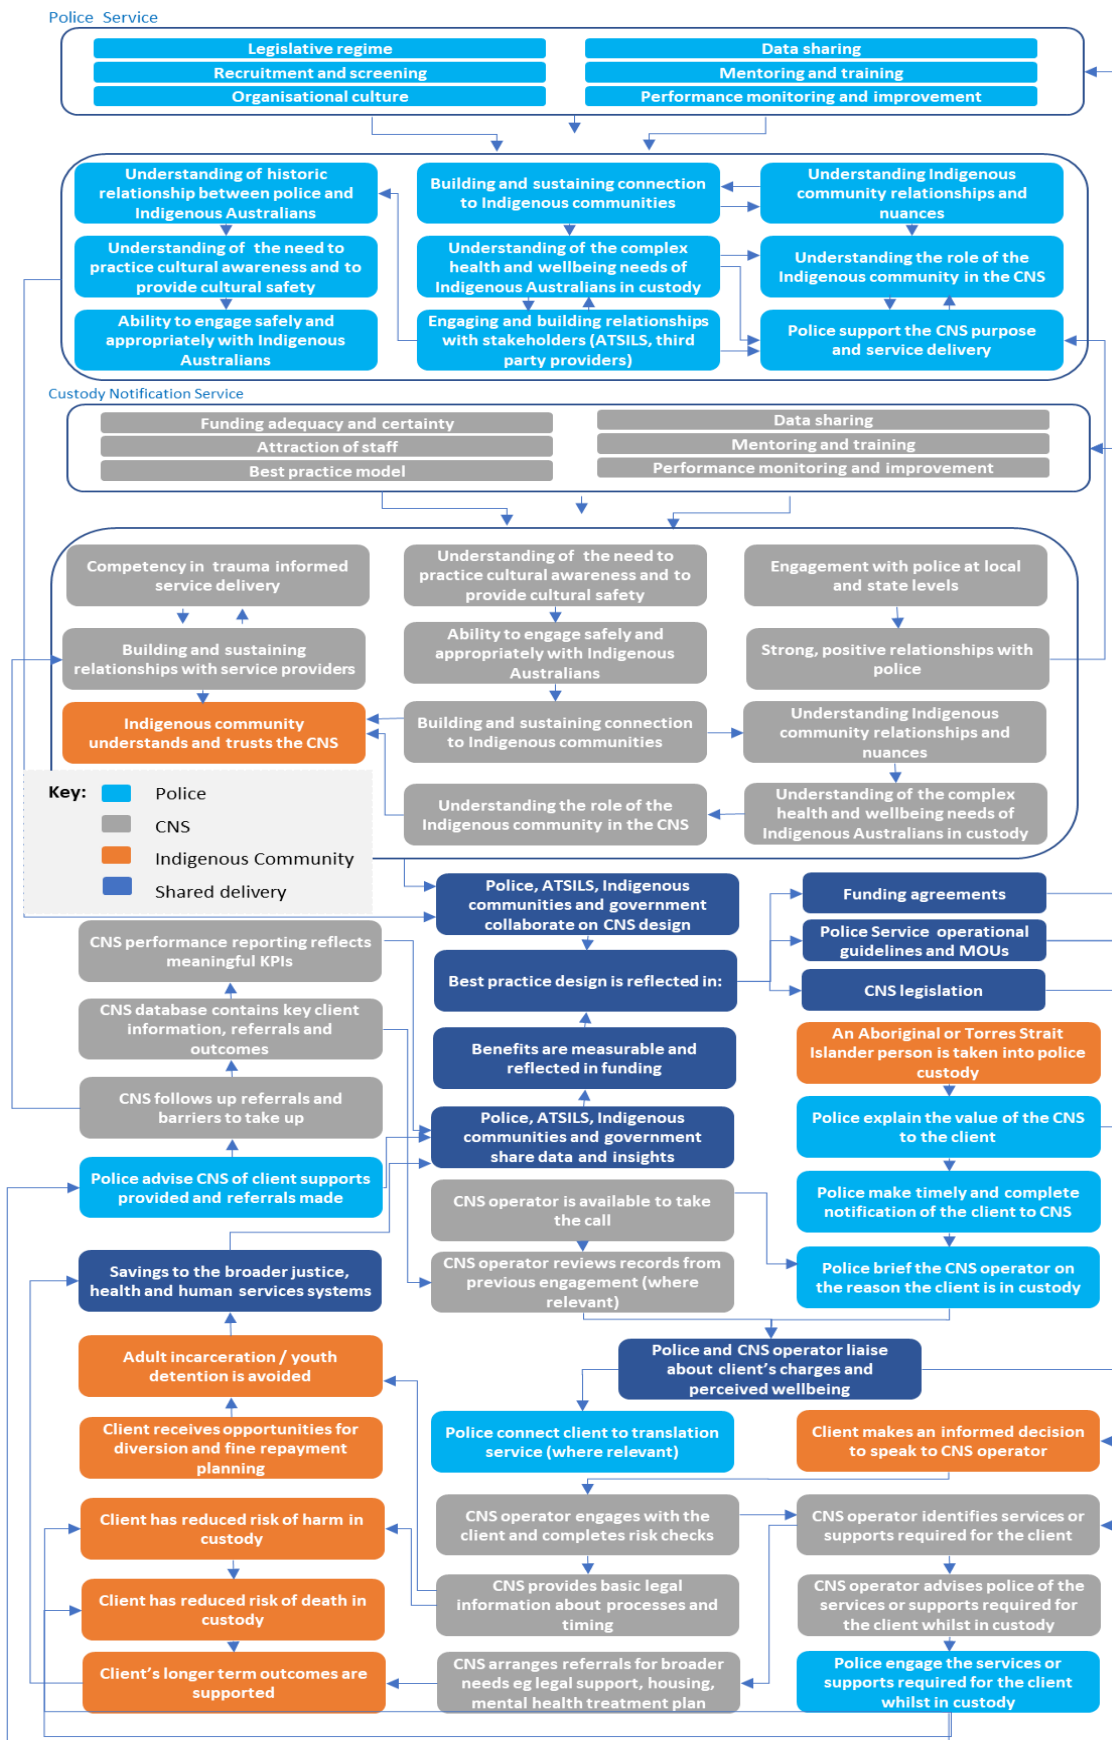 Police Service
Legislative regime
Data sharing
Recruitment and screening
Mentoring and training
Organisational culture
Performance monitoring and improvement
Understanding of historic
relationship between police and
Indigenous Australians
Building and sustaining connection
to Indigenous communities
Understanding Indigenous
community relationships and
nuances
Understanding of the need to
practice cultural awareness and to
provide cultural safety
Understanding of the complex
health and wellbeing needs of
Indigenous Australians in custody
Understanding the role of the
Indigenous community in the CNS
Ability to engage safely and
appropriately with Indigenous
Australians
Engaging and building relationships
with stakeholders (ATSILS, third
party providers)
Police support the CNS purpose
and service delivery
Custody Notification Service
Funding adequacy and certainty
Data sharing
Attraction of staff
Mentoring and training
Best practice model
Performance monitoring and improvement
Competency in trauma informed
service delivery
Understanding of the need to
practice cultural awareness and to
provide cultural safety
Engagement with police at local
and state levels
Building and sustaining
relationships with service providers
Ability to engage safely and
appropriately with Indigenous
Australians
Strong, positive relationships with
police
Indigenous community
understands and trusts the CNS
Building and sustaining connection
to Indigenous communities
Understanding Indigenous
community relationships and
nuances
Understanding the role of the
Indigenous community in the CNS
Understanding of the complex
health and wellbeing needs of
Indigenous Australians in custody
Key:
Police
CNS
Indigenous Community
Shared delivery
Police, ATSILS, Indigenous
communities and government
collaborate on CNS design
Funding agreements
CNS performance reporting reflects
meaningful KPIs
Best practice design is reflected in:
Police Service operational
guidelines and MOUs
CNS legislation
CNS database contains key client
information, referrals and
outcomes
Benefits are measurable and
reflected in funding
An Aboriginal or Torres Strait
Islander person is taken into police
custody
CNS follows up referrals and
barriers to take up
Police, ATSILS, Indigenous
communities and government
share data and insights
Police explain the value of the CNS
to the client
Police advise CNS of client supports
provided and referrals made
CNS operator is available to take
the call
Police make timely and complete
notification of the client to CNS
Savings to the broader justice,
health and human services systems
CNS operator reviews records from
previous engagement (where
relevant)
Police brief the CNS operator on
the reason the client is in custody
Adult incarceration / youth
detention is avoided
Police and CNS operator liaise
about client's charges and
perceived wellbeing
Client receives opportunities for
diversion and fine repayment
planning
Police connect client to translation
service (where relevant)
Client makes an informed decision
to speak to CNS operator
Client has reduced risk of harm in
custody
CNS operator engages with the
client and completes risk checks
CNS operator identifies services or
supports required for the client
Client has reduced risk of death in
custody
CNS provides basic legal
information about processes and
timing
CNS operator advises police of the
services or supports required for
the client whilst in custody
Client's longer term outcomes are
supported
CNS arranges referrals for broader
needs eg legal support, housing,
mental health treatment plan
Police engage the services or
supports required for the client
whilst in custody